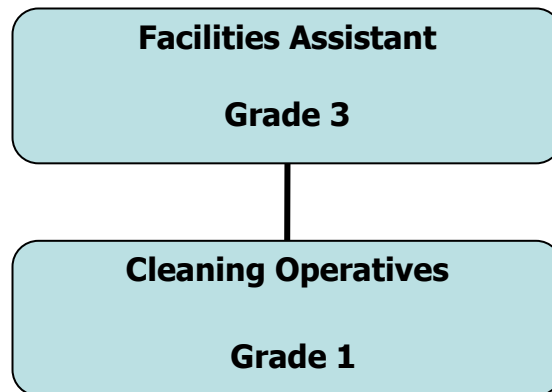 Facilities Assistant
Grade 3
Cleaning Operatives
Grade 1